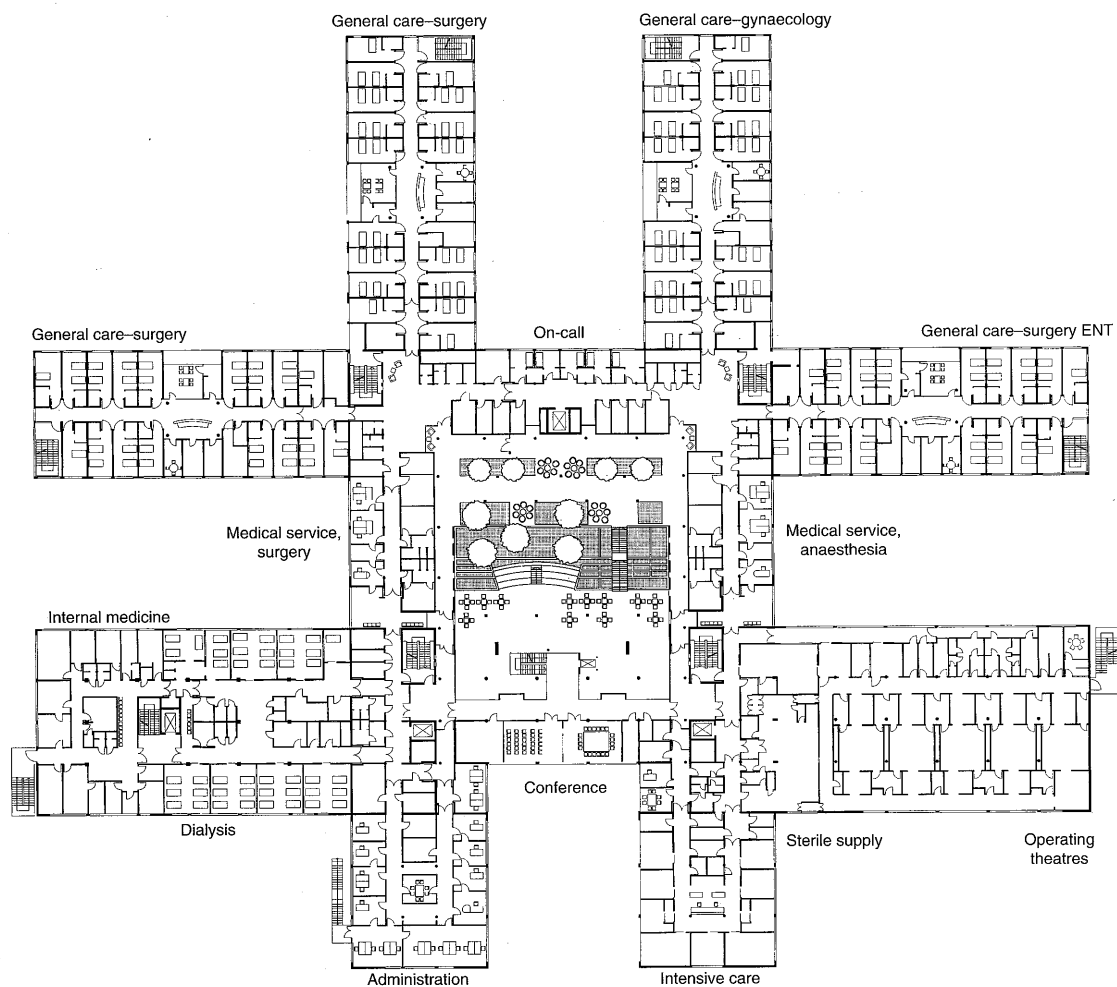 General care–surgery
General care–gynaecology
General care–surgery
On-call
General care–surgery ENT
Medical service,
surgery
Medical service,
anaesthesia
Internal medicine
Conference
Dialysis
Sterile supply
Operating
theatres
Administration
Intensive care